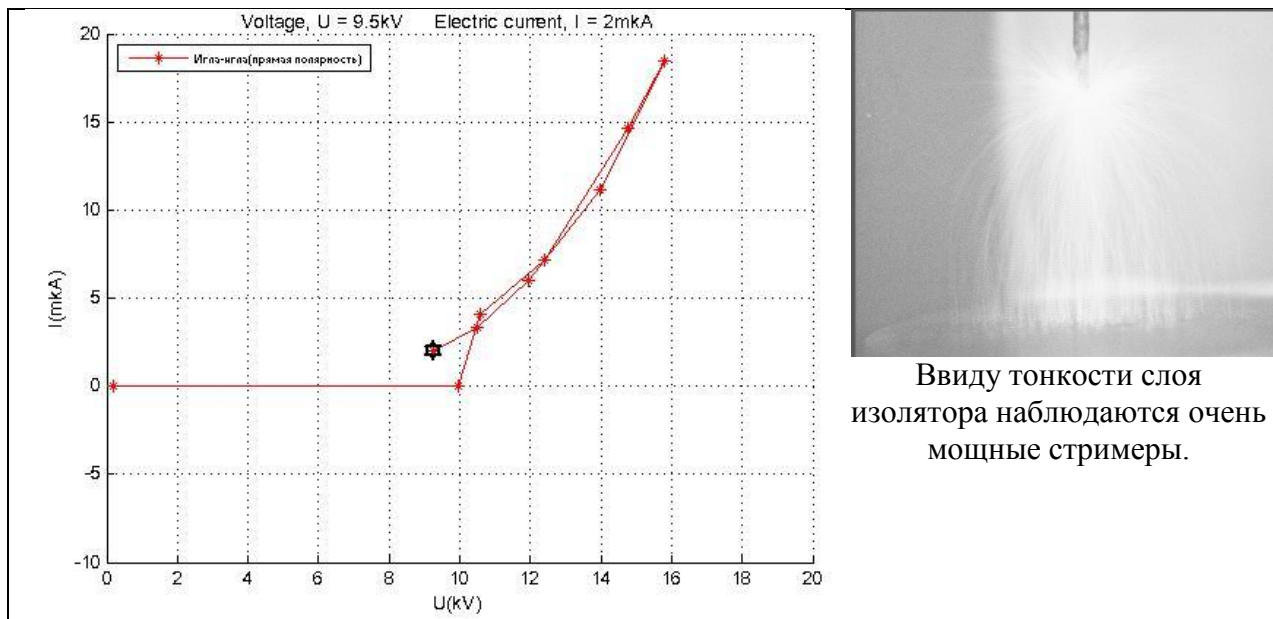 Voltage, U = 9.5kV Electric current, I = 2mkA
Игла-игла(прямая полярность)
I(mkA)
20
15
10
5
0
-5
-10
0 2 4 6 8 10 12 14 16 18 20
U(kV)
Ввиду тонкости слоя
изолятора наблюдаются очень
мощные стримеры.